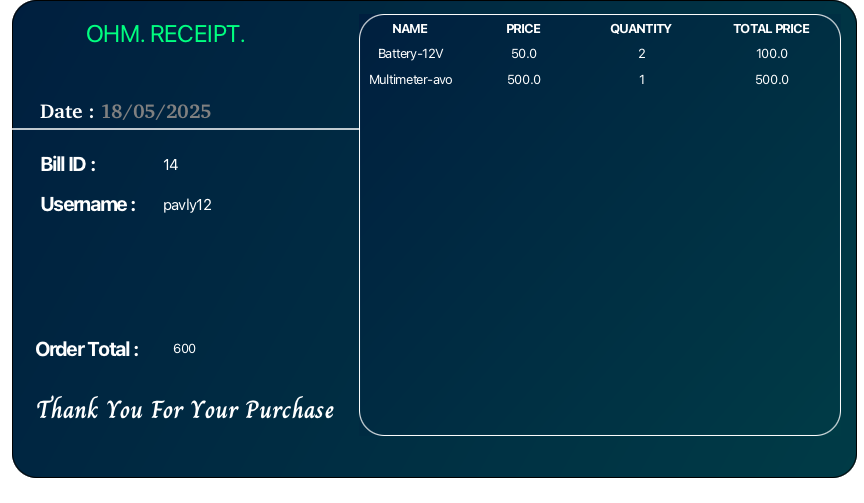 OHM. RECEIPT.
Date : 18/05/2025
Bill ID : 14
Username : pavly12
Order Total : 600
Thank You For Your Purchase
NAME PRICE QUANTITY TOTAL PRICE
Battery-12V 50.0 2 100.0
Multimeter-avo 500.0 1 500.0